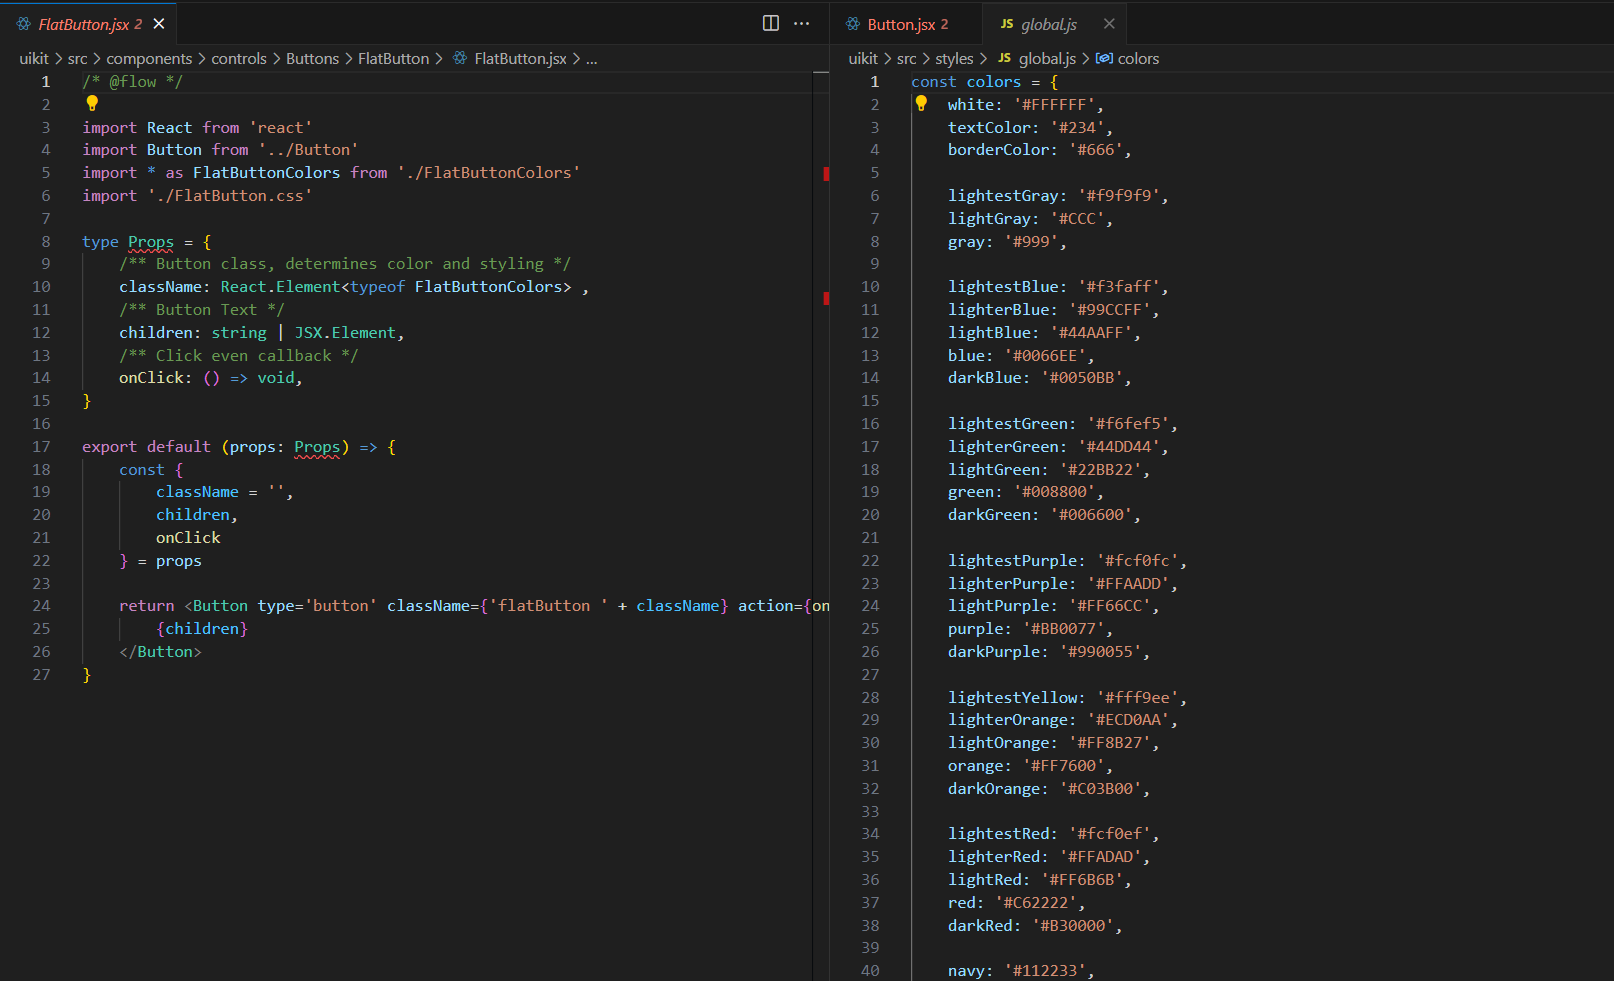 FlatButton.jsx 2
uikit > src > components > controls > Buttons > FlatButton > FlatButton.jsx > ...
1 /* @flow */
2
3 import React from 'react'
4 import Button from '../Button'
5 import * as FlatButtonColors from './FlatButtonColors'
6 import './FlatButton.css'
7
8 type Props = {
9 /** Button class, determines color and styling */
10 className: React.Element<typeof FlatButtonColors> ,
11 /** Button Text */
12 children: string | JSX.Element,
13 /** Click even callback */
14 onClick: () => void,
15 }
16
17 export default (props: Props) => {
18 const {
19 className = '',
20 children,
21 onClick
22 } = props
23
24 return <Button type='button' className={'flatButton ' + className} action={on
25 {children}
26 </Button>
27 }
Button.jsx 2 JS global.js
uikit > src > styles > JS global.js > colors
1 const colors = {
2 white: '#FFFFFF',
3 textColor: '#234',
4 borderColor: '#666',
5
6 lightestGray: '#f9f9f9',
7 lightGray: '#CCC',
8 gray: '#999',
9
10 lightestBlue: '#f3faff',
11 lighterBlue: '#99CCFF',
12 lightBlue: '#44AAFF',
13 blue: '#0066EE',
14 darkBlue: '#0050BB',
15
16 lightestGreen: '#f6fef5',
17 lighterGreen: '#44DD44',
18 lightGreen: '#22BB22',
19 green: '#008800',
20 darkGreen: '#006600',
21
22 lightestPurple: '#fcf0fc',
23 lighterPurple: '#FFAADD',
24 lightPurple: '#FF66CC',
25 purple: '#BB0077',
26 darkPurple: '#990055',
27
28 lightestYellow: '#fff9ee',
29 lighterOrange: '#ECD0AA',
30 lightOrange: '#FF8B27',
31 orange: '#FF7600',
32 darkOrange: '#C03B00',
33
34 lightestRed: '#fcf0ef',
35 lighterRed: '#FFADAD',
36 lightRed: '#FF6B6B',
37 red: '#C62222',
38 darkRed: '#B30000',
39
40 navy: '#112233',